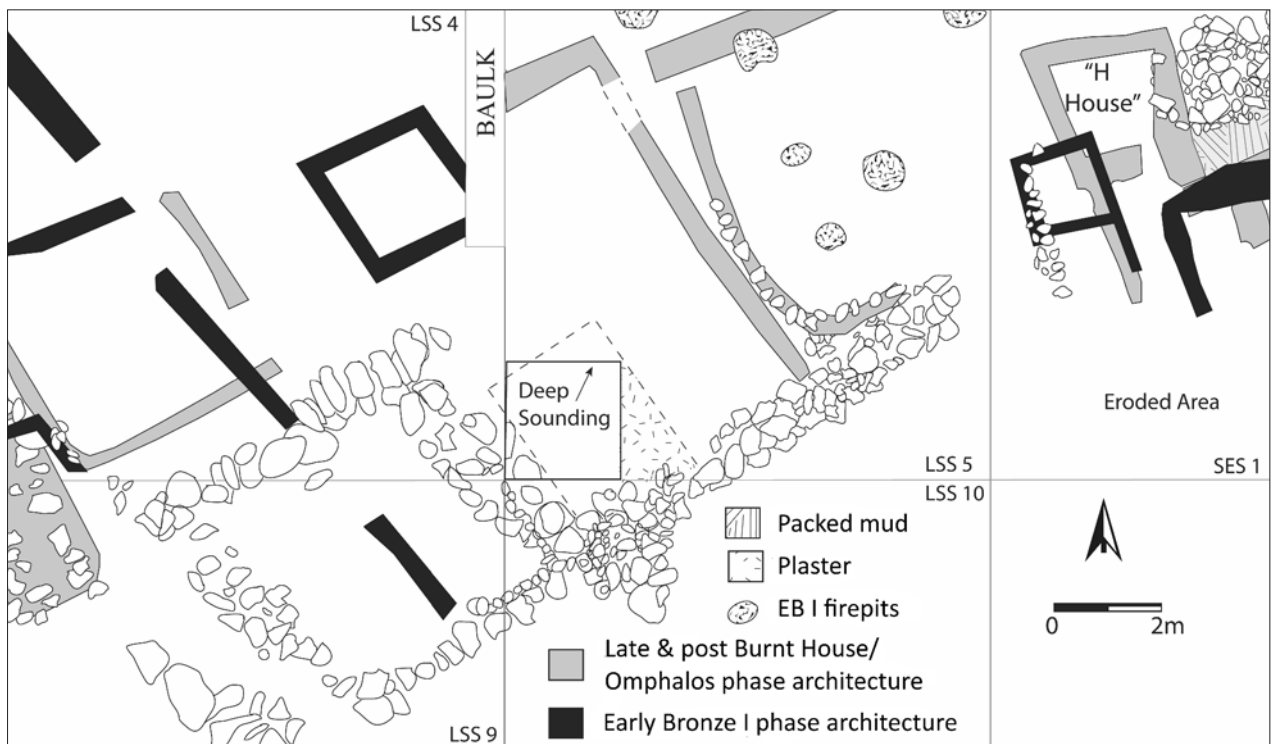 LSS 4
BAULK
"H
House"
Deep
Sounding
Eroded Area
LSS 5
SES 1
LSS 10
Packed mud
Plaster
EB I firepits
0 2m
Late & post Burnt House/
Omphalos phase architecture
LSS 9
Early Bronze I phase architecture